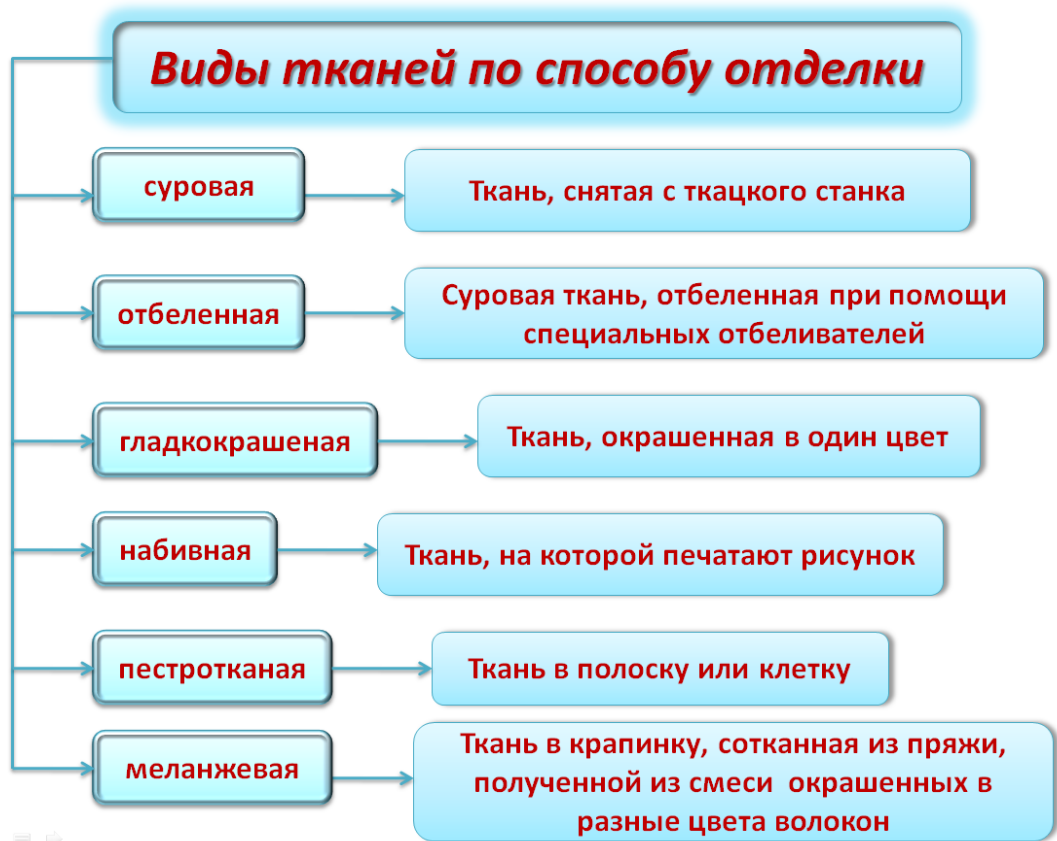 Виды тканей по способу отделки
суровая
Ткань, снятая с ткацкого станка
отбеленная
Суровая ткань, отбеленная при помощи
специальных отбеливателей
гладкокрашеная
Ткань, окрашенная в один цвет
набивная
Ткань, на которой печатают рисунок
пестротканая
Ткань в полоску или клетку
меланжевая
Ткань в крапинку, сотканная из пряжи,
полученной из смеси окрашенных в
разные цвета волокон